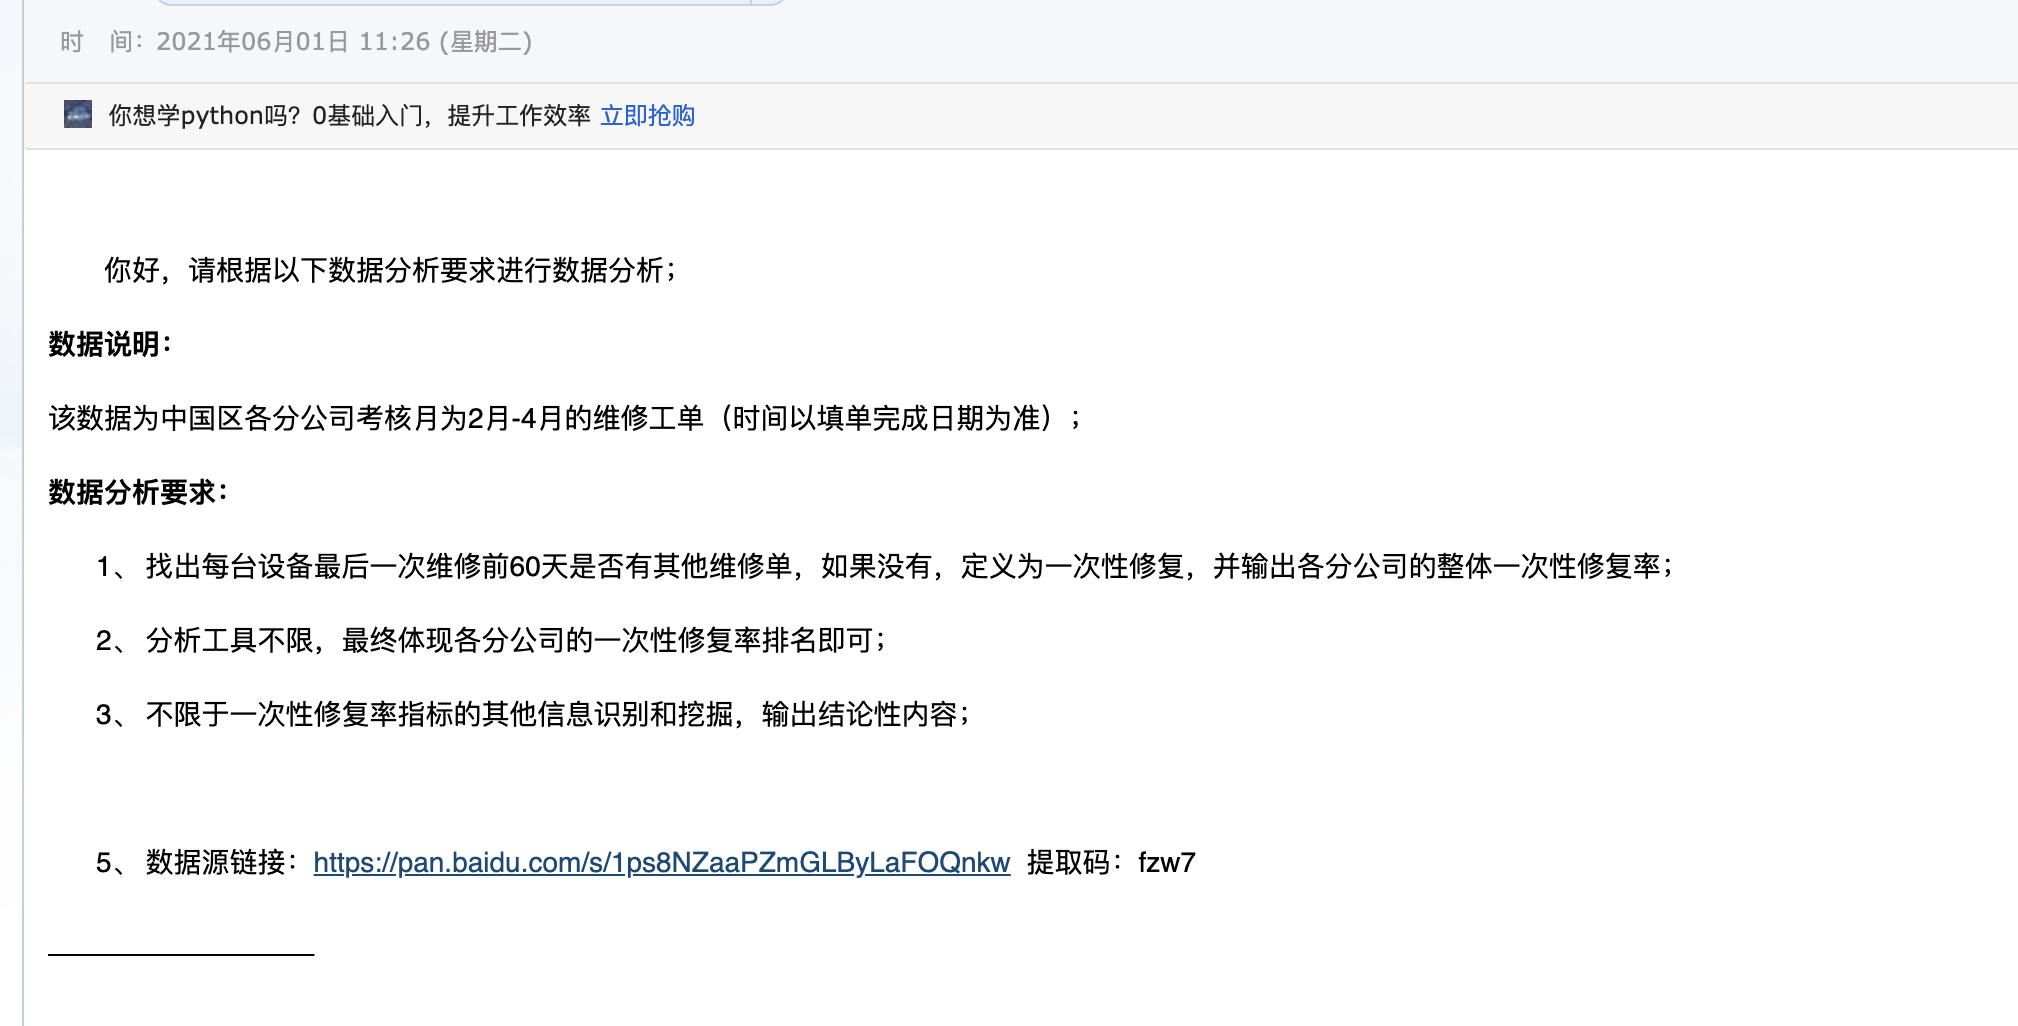 时 间：2021年06月01日 11:26 (星期二)
你想学python吗？0基础入门，提升工作效率 立即抢购
你好，请根据以下数据分析要求进行数据分析；
数据说明：
该数据为中国区各分公司考核月为2月-4月的维修工单（时间以填单完成日期为准）；
数据分析要求：
1、 找出每台设备最后一次维修前60天是否有其他维修单，如果没有，定义为一次性修复，并输出各分公司的整体一次性修复率；
2、 分析工具不限，最终体现各分公司的一次性修复率排名即可；
3、 不限于一次性修复率指标的其他信息识别和挖掘，输出结论性内容；
5、 数据源链接：https://pan.baidu.com/s/1ps8NZaaPZmGLByLaFOQnkw 提取码：fzw7